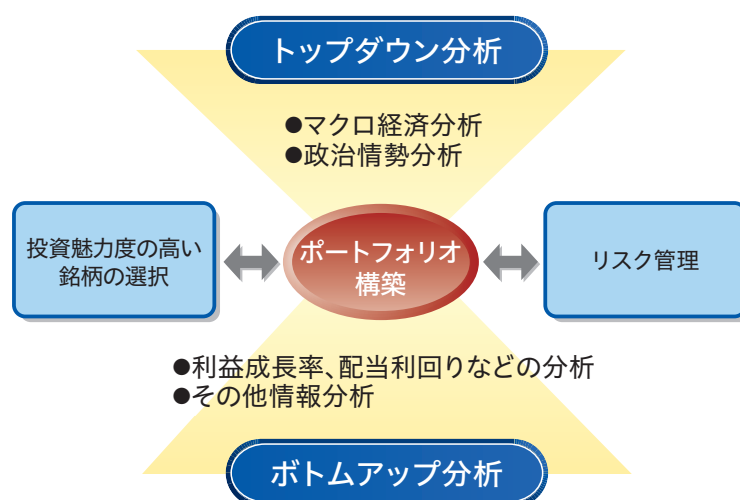 トップダウン分析
●マクロ経済分析
●政治情勢分析
投資魅力度の高い
銘柄の選択
ポートフォリオ
構築
リスク管理
●利益成長率、配当利回りなどの分析
●その他情報分析
ボトムアップ分析